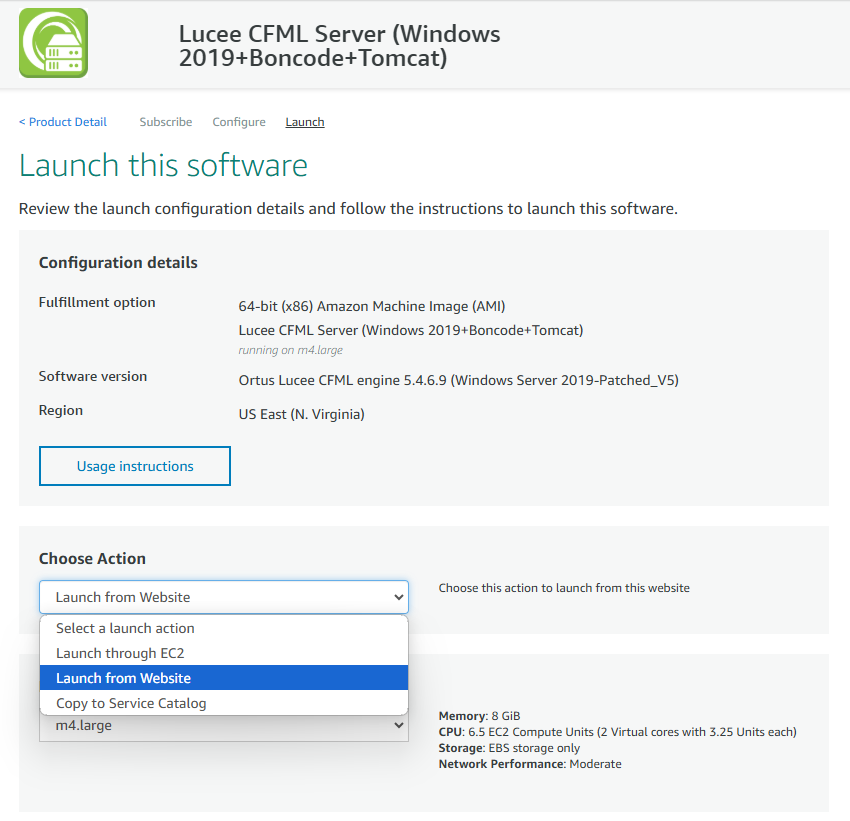 Lucee CFML Server (Windows
2019+Boncode+Tomcat)
< Product Detail Subscribe Configure Launch
Launch this software
Review the launch configuration details and follow the instructions to launch this software.
Configuration details
Fulfillment option
64-bit (x86) Amazon Machine Image (AMI)
Lucee CFML Server (Windows 2019+Boncode+Tomcat)
running on m4.large
Software version
Ortus Lucee CFML engine 5.4.6.9 (Windows Server 2019-Patched_V5)
Region
US East (N. Virginia)
Usage instructions
Choose Action
Launch from Website
Choose this action to launch from this website
Select a launch action
Launch through EC2
Launch from Website
Copy to Service Catalog
m4.large
Memory: 8 GiB
CPU: 6.5 EC2 Compute Units (2 Virtual cores with 3.25 Units each)
Storage: EBS storage only
Network Performance: Moderate